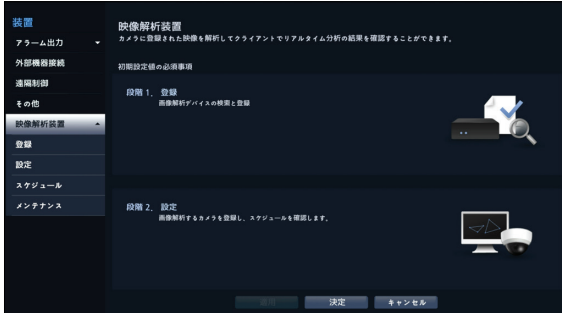 装置
アラーム出力
外部機器接続
遠隔制御
その他
映像解析装置
登録
設定
スケジュール
メンテナンス
映像解析装置
カメラに登録された映像を解析してクライアントでリアルタイム分析の結果を確認することができます。
初期設定値の必須事項
段階 1. 登録
画像解析デバイスの検索と登録
段階 2. 設定
画像解析するカメラを登録し、スケジュールを確認します。
適用 決定 キャンセル